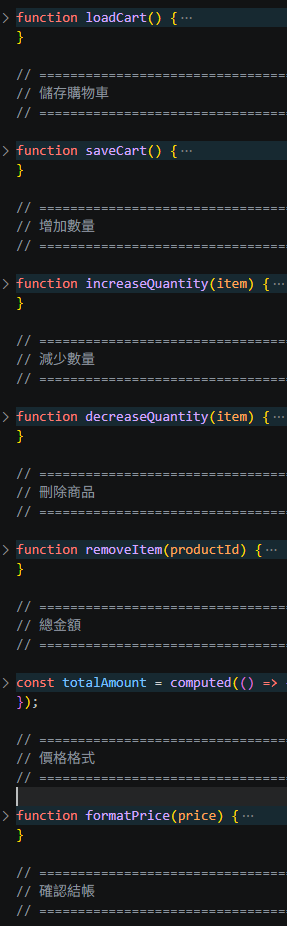 function loadCart() { ···
}
// ===================================
// 儲存購物車
// ===================================
function saveCart() { ···
}
// ===================================
// 增加數量
// ===================================
function increaseQuantity(item) { ···
}
// ===================================
// 減少數量
// ===================================
function decreaseQuantity(item) { ···
}
// ===================================
// 刪除商品
// ===================================
function removeItem(productId) { ···
}
// ===================================
// 總金額
// ===================================
const totalAmount = computed(() =>
});
// ===================================
// 價格格式
// ===================================
function formatPrice(price) { ···
}
// ===================================
// 確認結帳
// ===================================